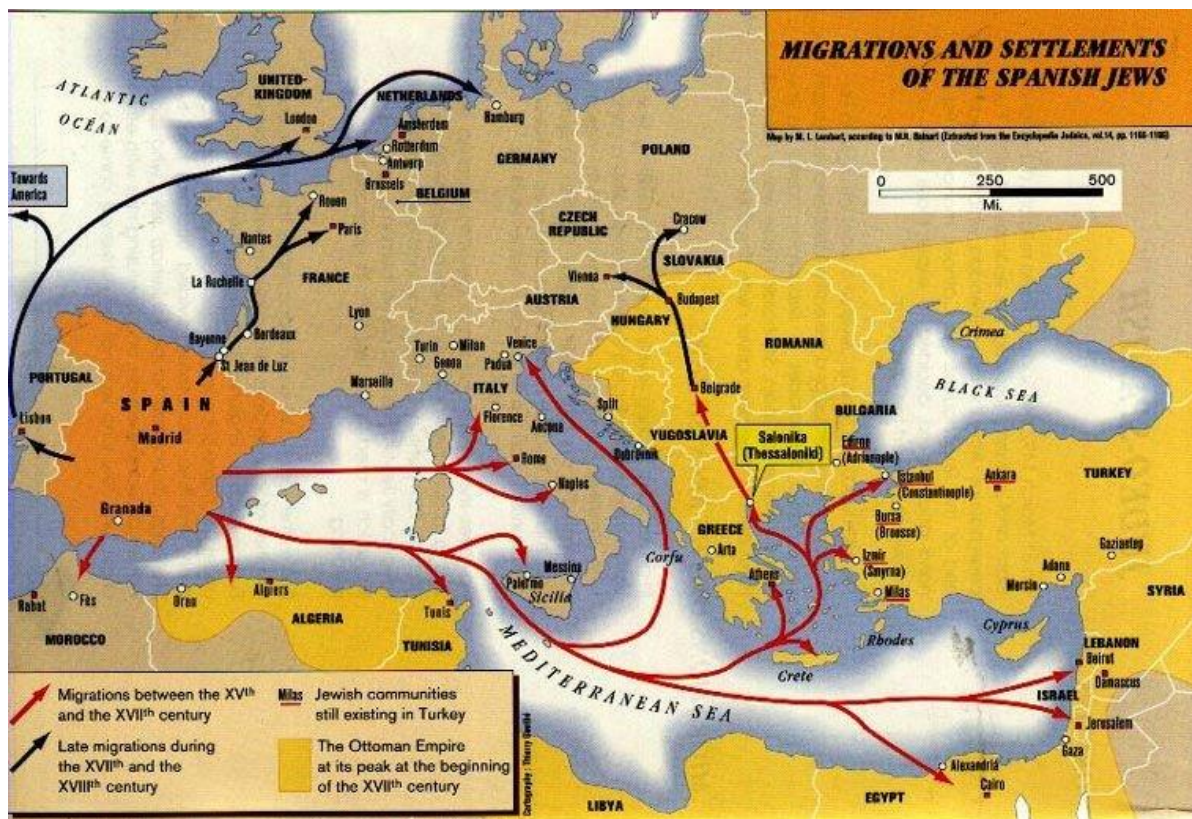 MIGRATIONS AND SETTLEMENTS
OF THE SPANISH JEWS
0 250 500
Mi.
ATLANTIC
OCÉAN
Towards
America
UNITED-
KINGDOM
London
NETHERLANDS
Amsterdam
Rotterdam
Antwerp
Brussels
BELGIUM
Hamburg
GERMANY
POLAND
CZECH
REPUBLIC
Cracow
SLOVAKIA
Vienna
AUSTRIA
Budapest
HUNGARY
ROMANIA
Crimea
BLACK SEA
Rouen
Paris
Nantes
FRANCE
La Rochelle
Lyon
Bordeaux
Bayenne
St Jean de Luz
Marseille
Turin
Milan
Genoa
Padua
Venice
ITALY
Florence
Ancona
Rome
Naples
Split
Dubrovnik
YUGOSLAVIA
Belgrade
BULGARIA
Salonika
(Thessaloniki)
Edirne
(Adrianople)
Istanbul
(Constantinople)
Ankara
TURKEY
Bursa
(Brousse)
Izmir
(Smyrna)
Milas
Gaziantep
Adana
Mersin
SYRIA
GREECE
Arta
Athens
Corfu
PORTUGAL
Lisbon
SPAIN
Madrid
Granada
Rabat
Fès
MOROCCO
Oran
Algiers
ALGERIA
Tunis
TUNISIA
Palermo
Messina
Sicilia
MEDITERRANEAN SEA
Crete
Rhodes
Cyprus
LEBANON
Beirut
Damascus
ISRAEL
Jerusalem
Gaza
Alexandria
Cairo
EGYPT
LIBYA
Migrations between the XVth
and the XVIIth century
Late migrations during
the XVIIth and the
XVIIIth century
Milas
Jewish communities
still existing in Turkey
The Ottoman Empire
at its peak at the beginning
of the XVIIth century